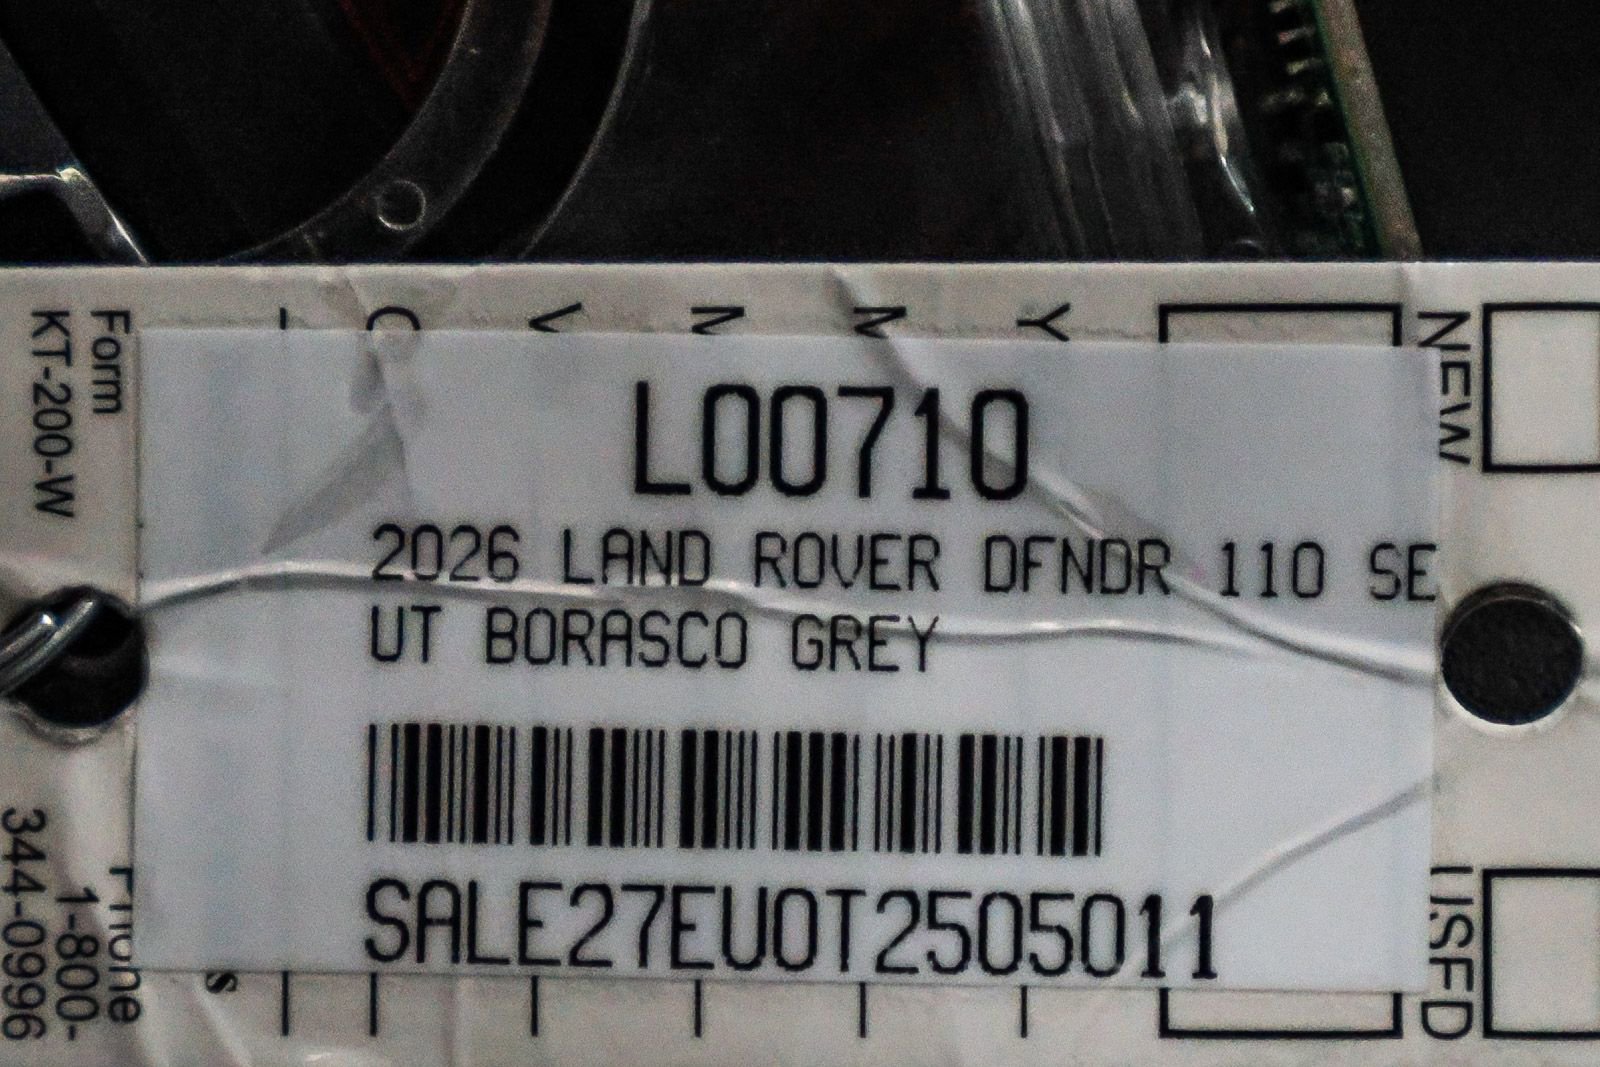 L00710
2026 LAND ROVER DFNDR 110 SE
UT BORASCO GREY
SALE27EU0T2505011
Form
KT-200-W
Phone
1-800-
344-0996
NEW
USED